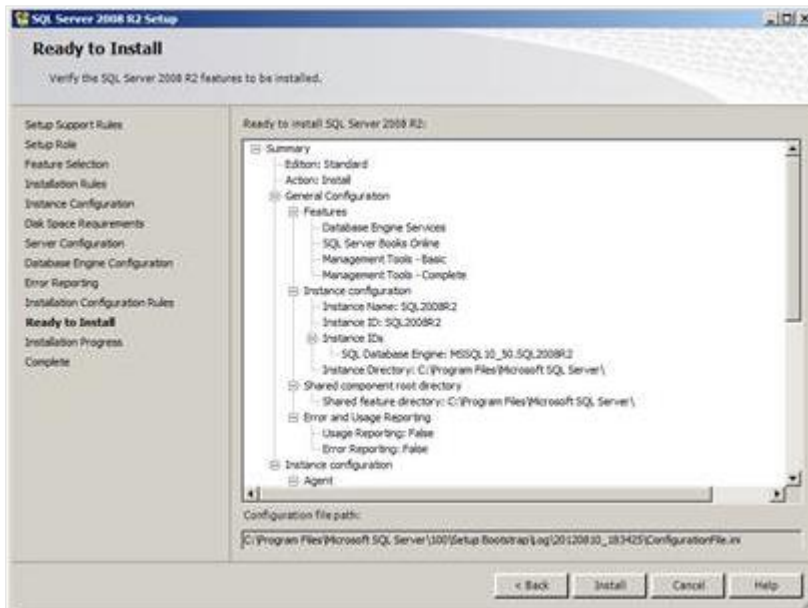 SQL Server 2008 R2 Setup
Ready to Install
Verify the SQL Server 2008 R2 features to be installed.
Setup Support Rules
Setup Role
Feature Selection
Installation Rules
Instance Configuration
Disk Space Requirements
Server Configuration
Database Engine Configuration
Error Reporting
Installation Configuration Rules
Ready to Install
Installation Progress
Complete
Ready to install SQL Server 2008 R2:
Summary
Edition: Standard
Action: Install
General Configuration
Features
Database Engine Services
SQL Server Books Online
Management Tools - Basic
Management Tools - Complete
Instance configuration
Instance Name: SQL2008R2
Instance ID: SQL2008R2
Instance IDs
SQL Database Engine: MSSQL10_50.SQL2008R2
Instance Directory: C:\Program Files\Microsoft SQL Server\
Shared component root directory
Shared feature directory: C:\Program Files\Microsoft SQL Server\
Error and Usage Reporting
Usage Reporting: False
Error Reporting: False
Instance configuration
Agent
Configuration file path:
C:\Program Files\Microsoft SQL Server\100\Setup Bootstrap\Log\20120810_183425\ConfigurationFile.ini
< Back
Install
Cancel
Help